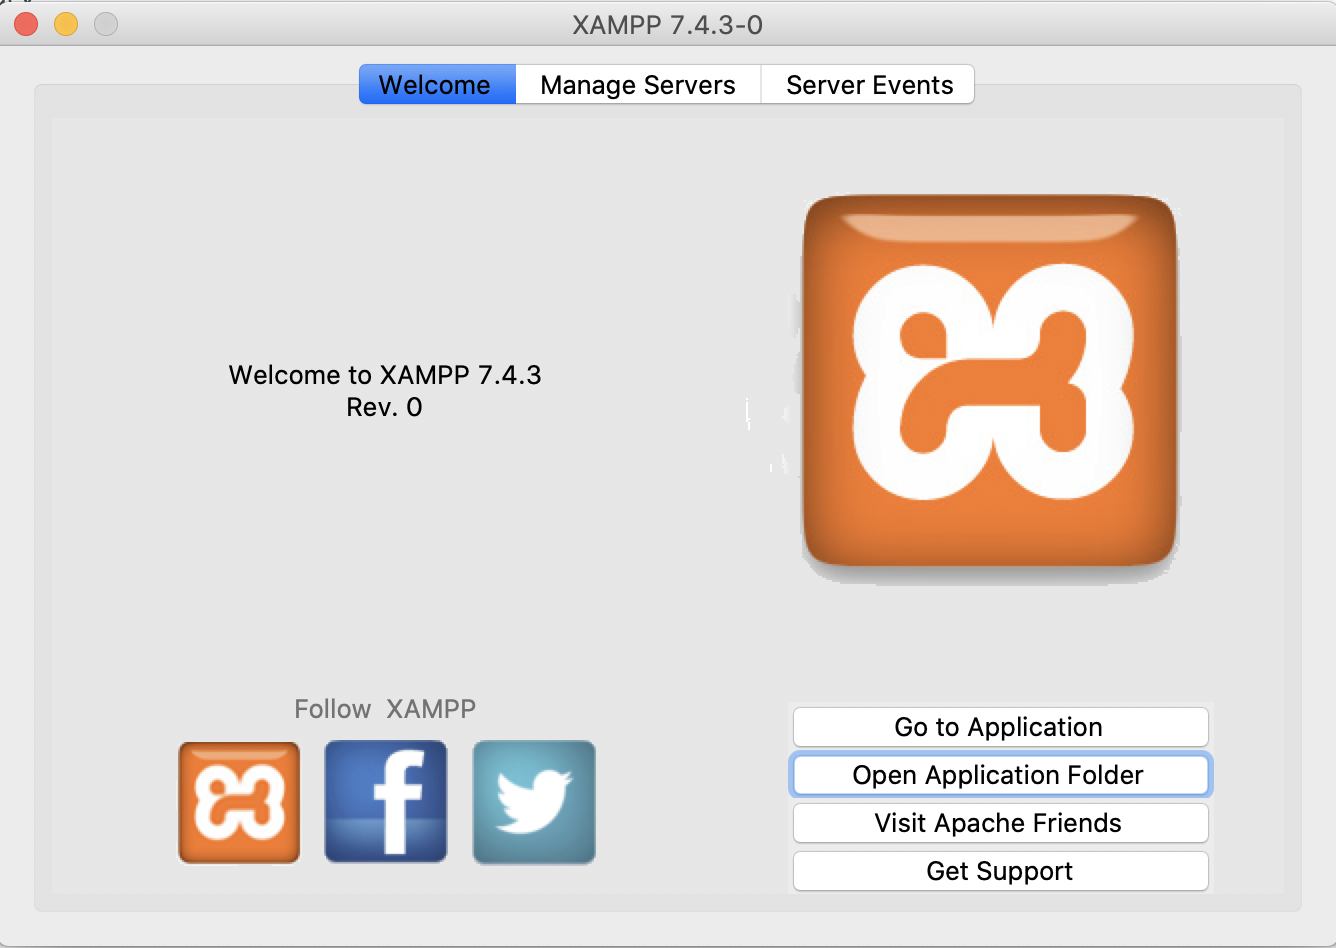 XAMPP 7.4.3-0
Welcome
Manage Servers
Server Events
Welcome to XAMPP 7.4.3
Rev. 0
Follow  XAMPP
Go to Application
Open Application Folder
Visit Apache Friends
Get Support